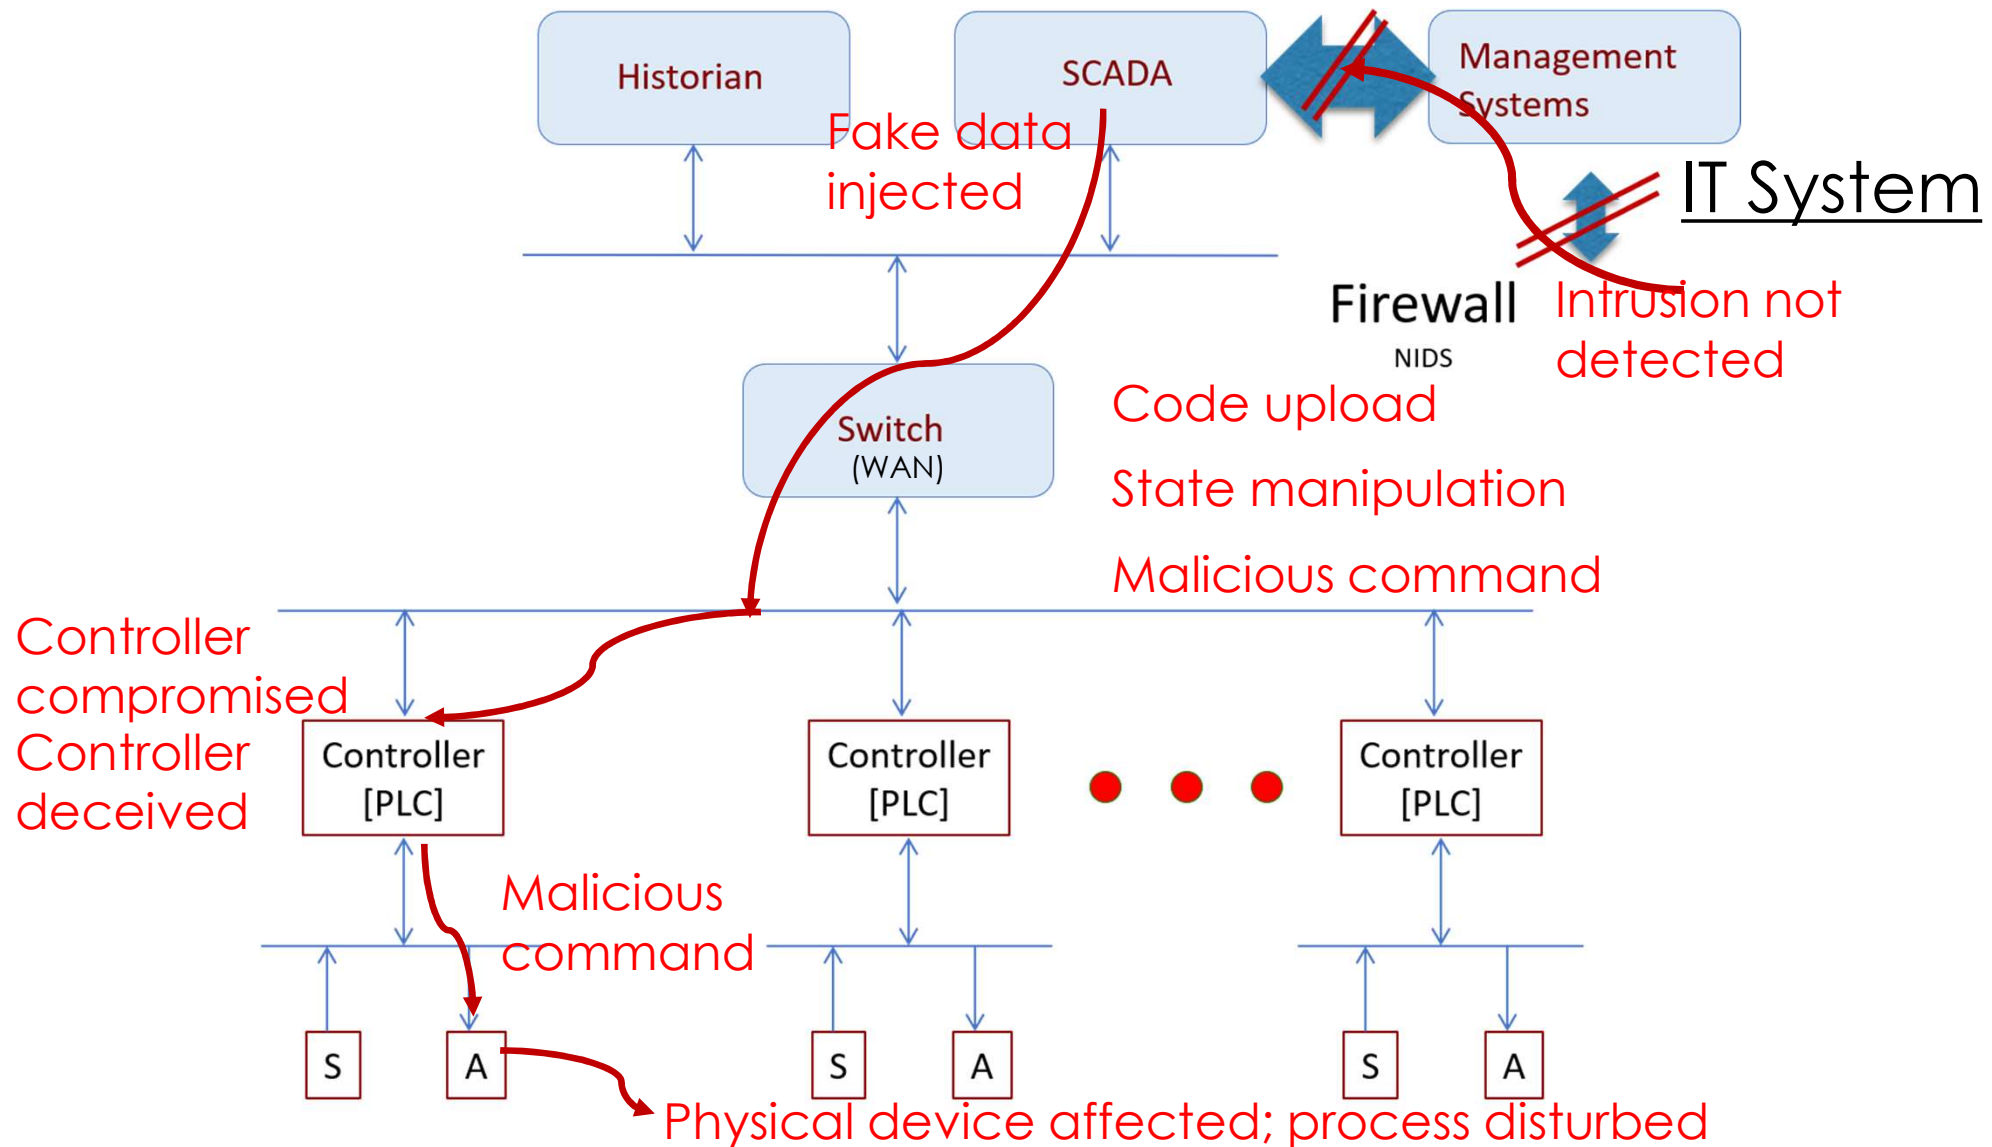 Historian
SCADA
Management
Systems
Fake data
injected
IT System
Firewall
NIDS
Intrusion not
detected
Code upload
State manipulation
Malicious command
Switch
(WAN)
Controller
compromised
Controller
deceived
Controller
[PLC]
Controller
[PLC]
Controller
[PLC]
Malicious
command
S
A
S
A
S
A
Physical device affected; process disturbed